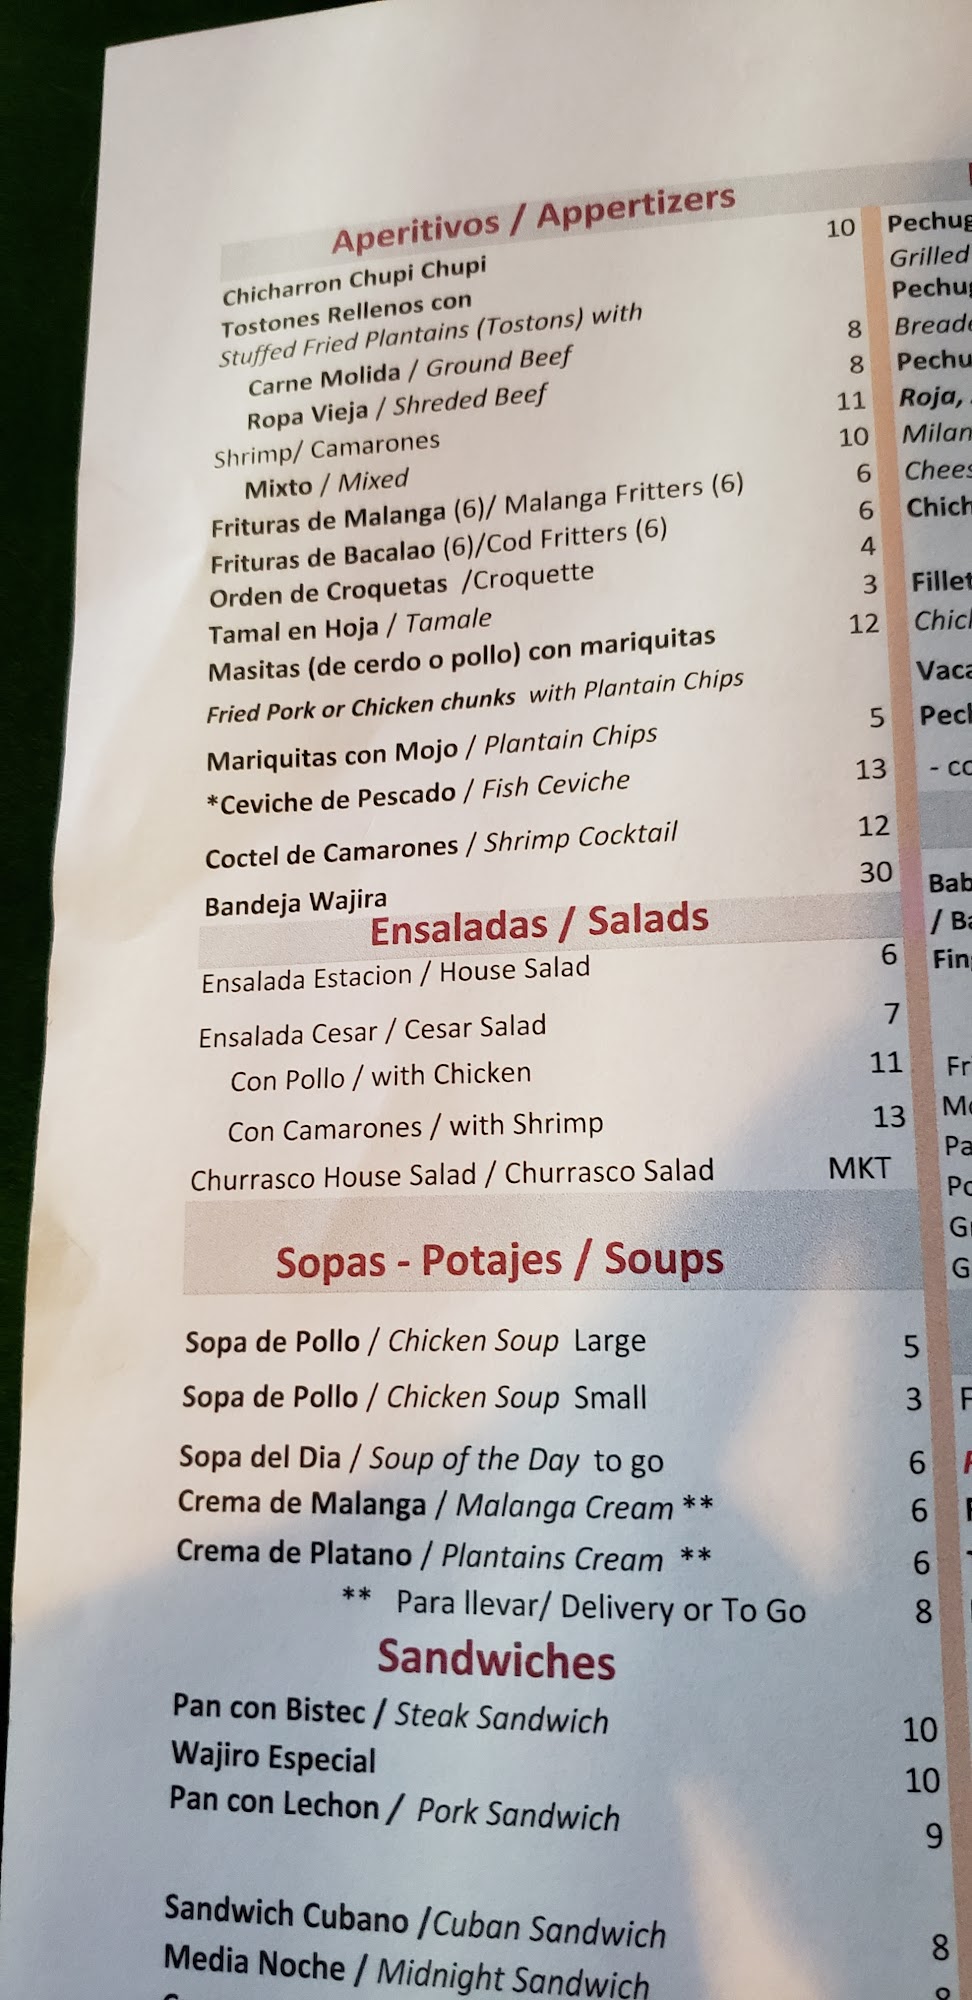 Aperitivos / Appertizers
Chicharron Chupi Chupi 10
Tostones Rellenos con
Stuffed Fried Plantains (Tostons) with
Carne Molida / Ground Beef 8
Ropa Vieja / Shreded Beef 8
Shrimp/ Camarones 11
Mixto / Mixed 10
Frituras de Malanga (6)/ Malanga Fritters (6) 6
Frituras de Bacalao (6)/Cod Fritters (6) 6
Orden de Croquetas /Croquette 4
Tamal en Hoja / Tamale 3
Masitas (de cerdo o pollo) con mariquitas 12
Fried Pork or Chicken chunks with Plantain Chips
Mariquitas con Mojo / Plantain Chips 5
*Ceviche de Pescado / Fish Ceviche 13
Coctel de Camarones / Shrimp Cocktail 12
Bandeja Wajira 30
Ensaladas / Salads
Ensalada Estacion / House Salad 6
Ensalada Cesar / Cesar Salad 7
Con Pollo / with Chicken 11
Con Camarones / with Shrimp 13
Churrasco House Salad / Churrasco Salad MKT
Sopas - Potajes / Soups
Sopa de Pollo / Chicken Soup Large 5
Sopa de Pollo / Chicken Soup Small 3
Sopa del Dia / Soup of the Day to go 6
Crema de Malanga / Malanga Cream ** 6
Crema de Platano / Plantains Cream ** 6
** Para llevar/ Delivery or To Go 8
Sandwiches
Pan con Bistec / Steak Sandwich 10
Wajiro Especial 10
Pan con Lechon / Pork Sandwich 9
Sandwich Cubano /Cuban Sandwich 8
Media Noche / Midnight Sandwich
Grilled
Roja,
Vaca